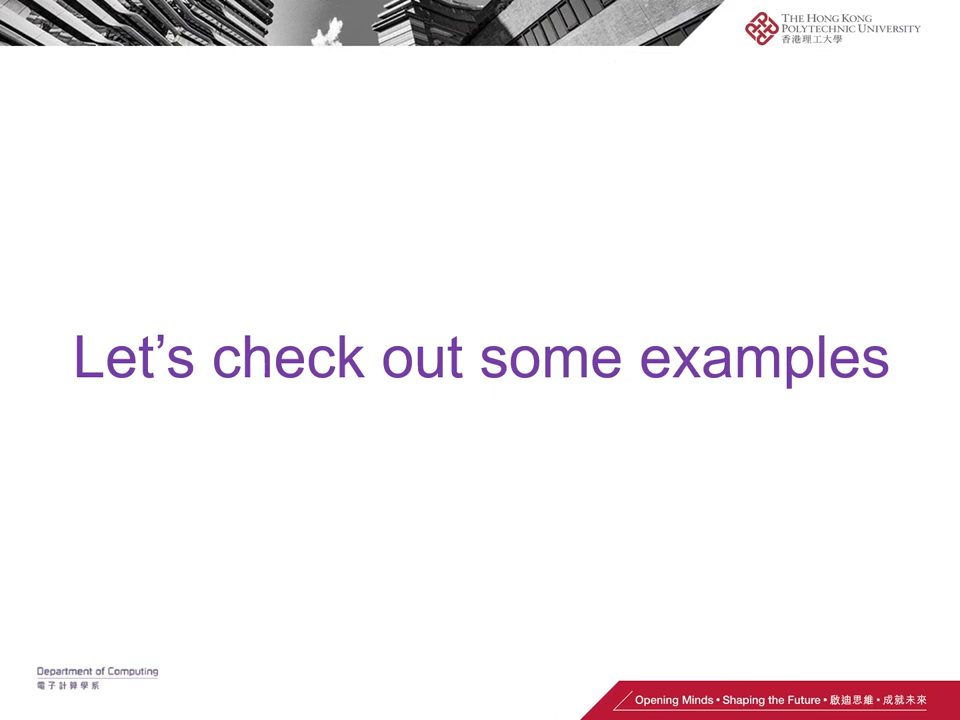 THE HONG KONG
POLYTECHNIC UNIVERSITY
香港理工大學
Let’s check out some examples
Department of Computing
電子計算學系
Opening Minds • Shaping the Future • 啟迪思維 • 成就未來